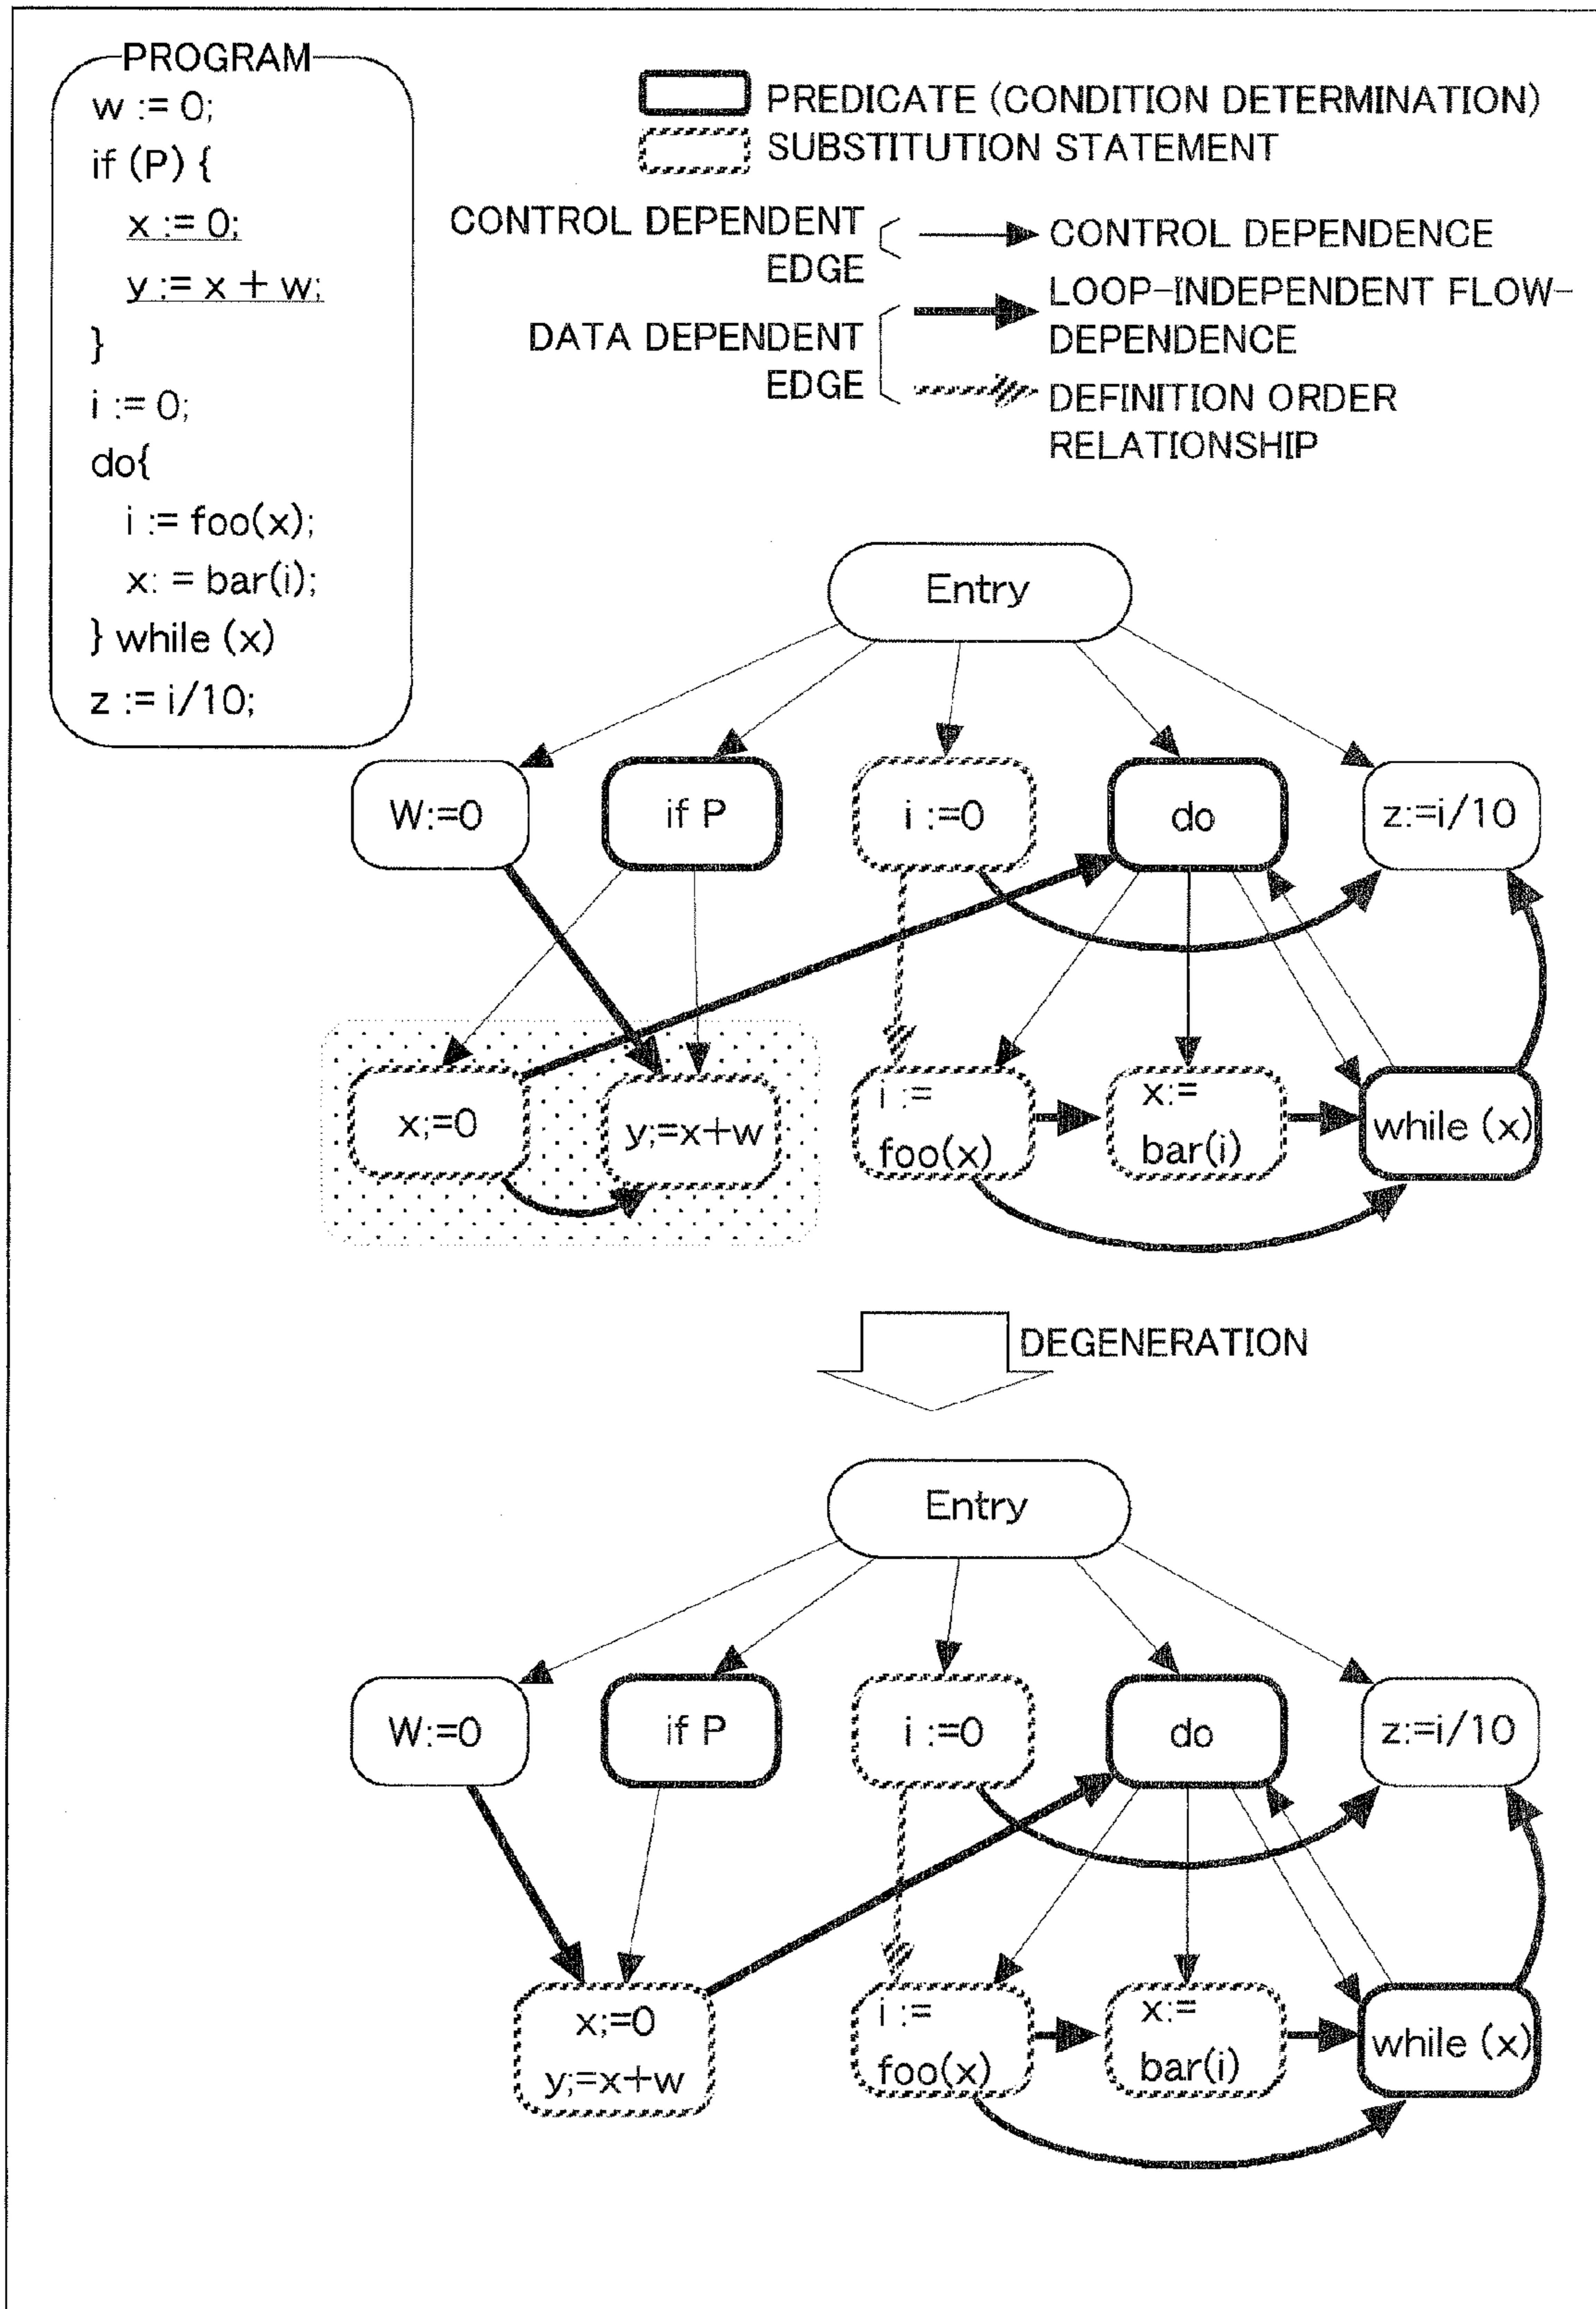 PROGRAM
w := 0;
if (P) {
x := 0;
y := x + w;
}
i := 0;
do{
i := foo(x);
x: = bar(i);
} while (x)
z := i/10;
PREDICATE (CONDITION DETERMINATION)
SUBSTITUTION STATEMENT
CONTROL DEPENDENT
EDGE
CONTROL DEPENDENCE
DATA DEPENDENT
EDGE
LOOP-INDEPENDENT FLOW-
DEPENDENCE
DEFINITION ORDER
RELATIONSHIP
Entry
W:=0
if P
i :=0
do
z:=i/10
x;=0
y;=x+w
i :=
foo(x)
x:=
bar(i)
while (x)
DEGENERATION
Entry
W:=0
if P
i :=0
do
z:=i/10
x;=0
y;=x+w
i :=
foo(x)
x:=
bar(i)
while (x)